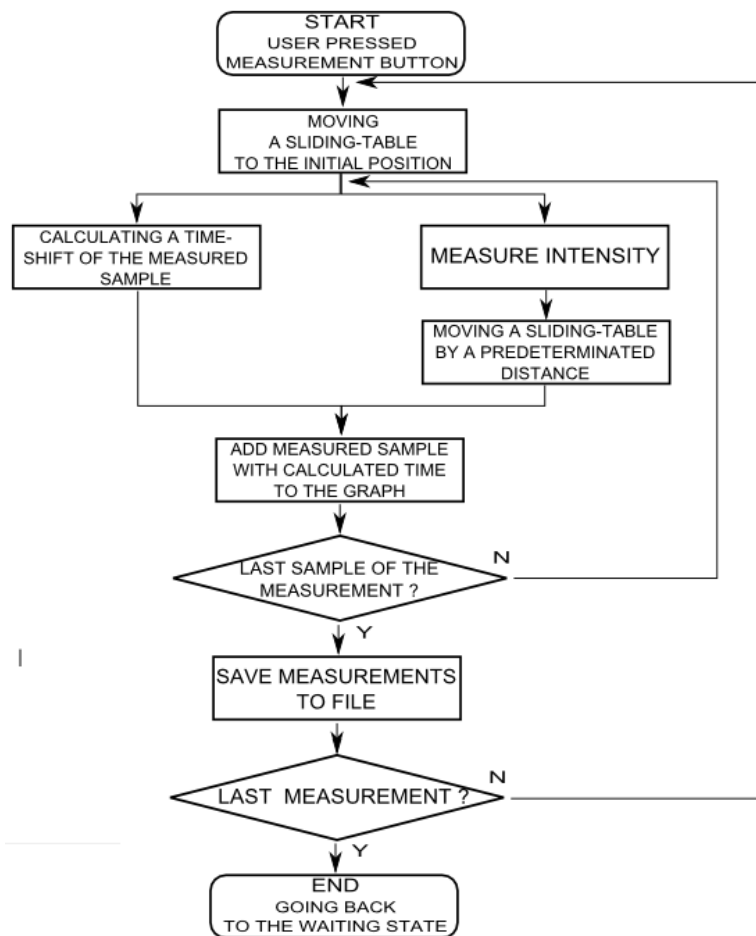 START
USER PRESSED
MEASUREMENT BUTTON
MOVING
A SLIDING-TABLE
TO THE INITIAL POSITION
CALCULATING A TIME-
SHIFT OF THE MEASURED
SAMPLE
MEASURE INTENSITY
MOVING A SLIDING-TABLE
BY A PREDETERMINATED
DISTANCE
ADD MEASURED SAMPLE
WITH CALCULATED TIME
TO THE GRAPH
LAST SAMPLE OF THE
MEASUREMENT ?
N
Y
SAVE MEASUREMENTS
TO FILE
LAST MEASUREMENT ?
N
Y
END
GOING BACK
TO THE WAITING STATE